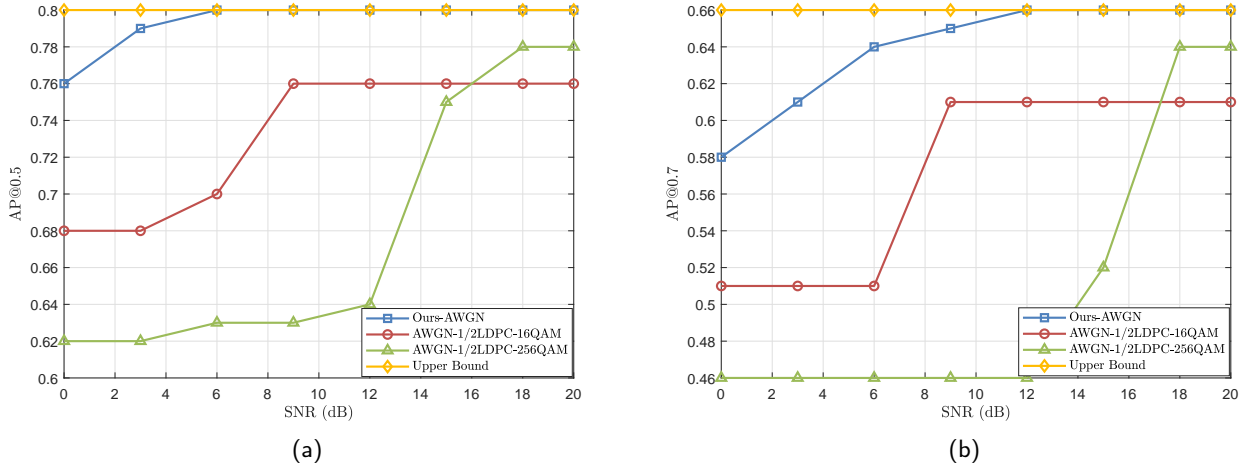 0.8
0.78
0.76
0.74
0.72
0.7
0.68
0.66
0.64
0.62
0.6
AP@0.5
0 2 4 6 8 10 12 14 16 18 20
SNR (dB)
Ours-AWGN
AWGN-1/2LDPC-16QAM
AWGN-1/2LDPC-256QAM
Upper Bound
(a)
0.66
0.64
0.62
0.6
0.58
0.56
0.54
0.52
0.5
0.48
0.46
AP@0.7
0 2 4 6 8 10 12 14 16 18 20
SNR (dB)
Ours-AWGN
AWGN-1/2LDPC-16QAM
AWGN-1/2LDPC-256QAM
Upper Bound
(b)